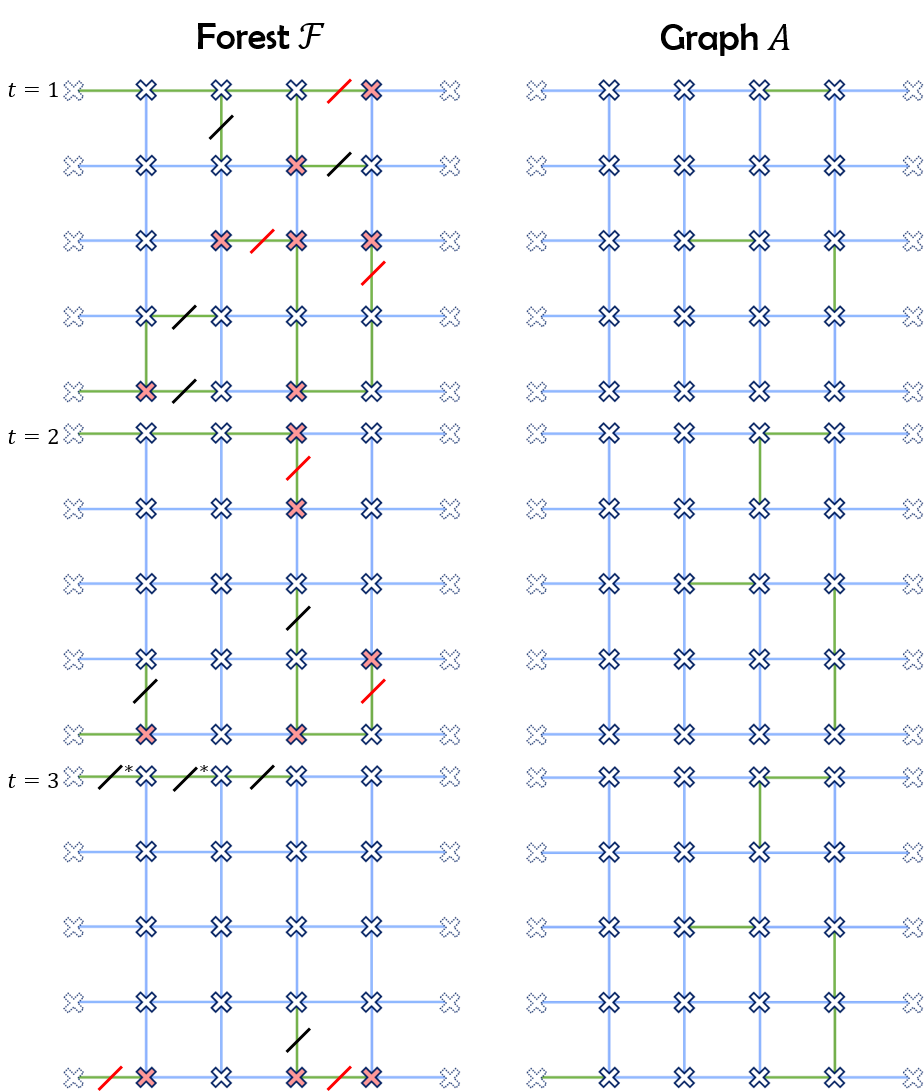 Forest ℱ
Graph A
t = 1
t = 2
t = 3
* *